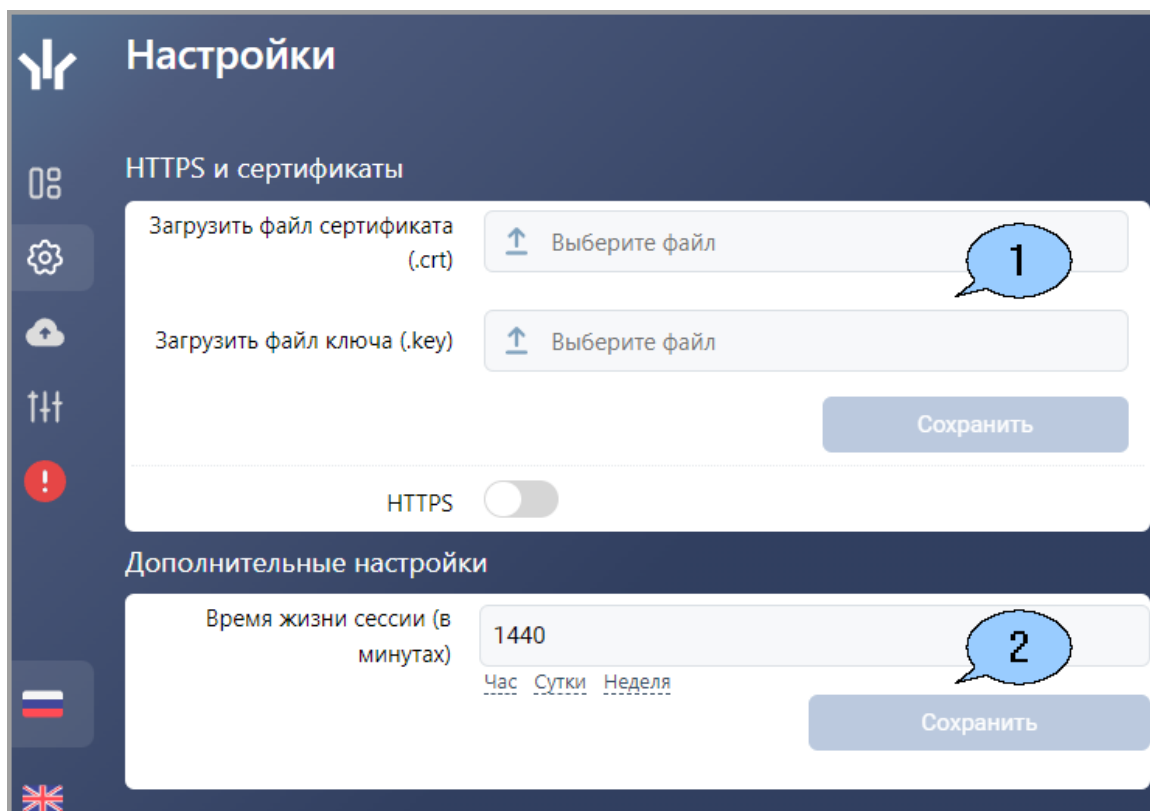 Настройки
HTTPS и сертификаты
Загрузить файл сертификата
(.crt)
Выберите файл
1
Загрузить файл ключа (.key)
Выберите файл
Сохранить
HTTPS
Дополнительные настройки
Время жизни сессии (в
минутах)
1440
2
Час Сутки Неделя
Сохранить